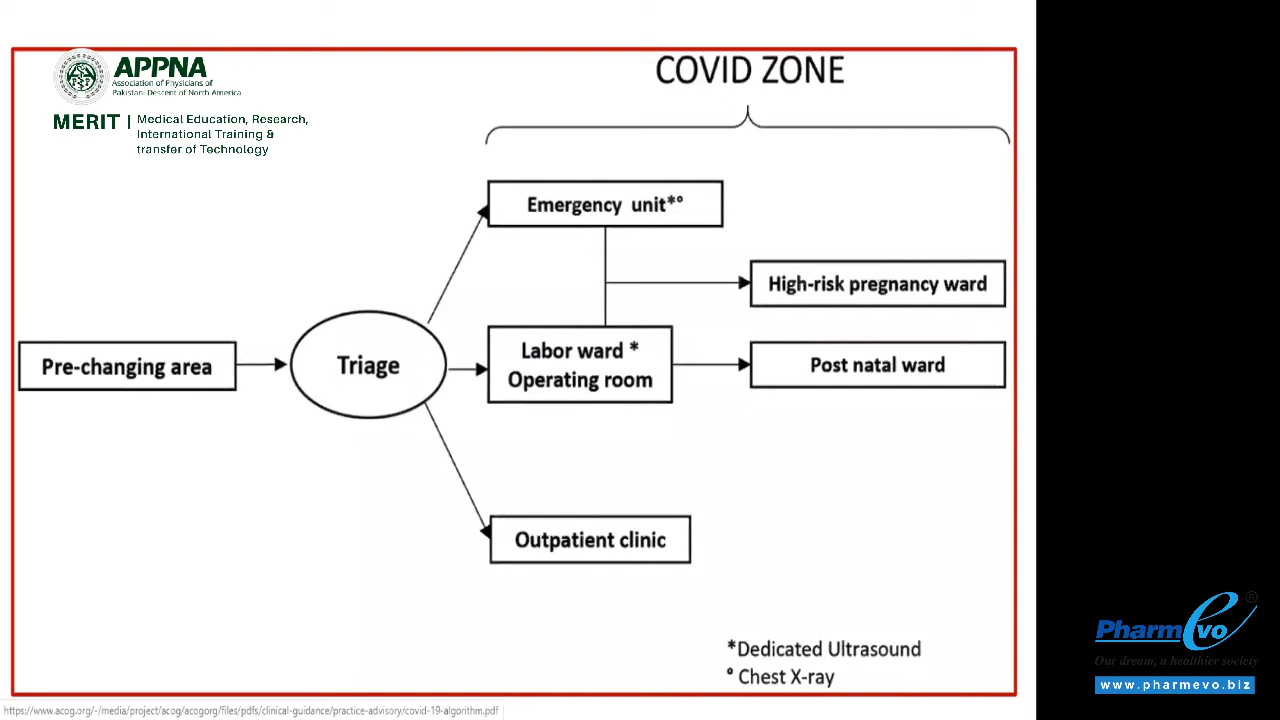 APPNA
Association of Physicians of
Pakistani Descent of North America
MERIT | Medical Education, Research,
International Training &
transfer of Technology
COVID ZONE
Emergency unit*°
High-risk pregnancy ward
Pre-changing area
Triage
Labor ward *
Operating room
Post natal ward
Outpatient clinic
*Dedicated Ultrasound
° Chest X-ray
https://www.acog.org/-/media/project/acog/acogorg/files/pdfs/clinical-guidance/practice-advisory/covid-19-algorithm.pdf
PharmEvo ®
Our dream, a healthier society
www.pharmevo.biz